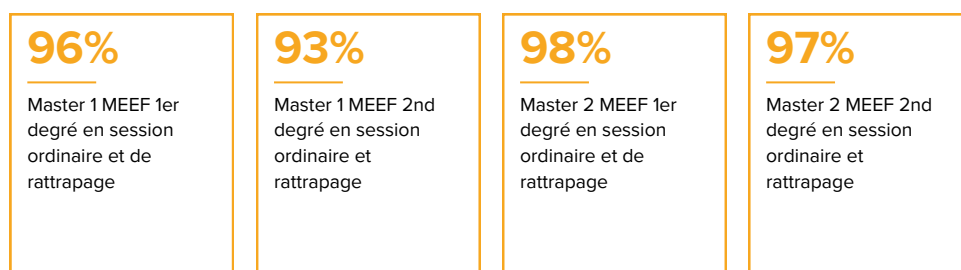 96%
Master 1 MEEF 1er
degré en session
ordinaire et de
rattrapage
93%
Master 1 MEEF 2nd
degré en session
ordinaire et
rattrapage
98%
Master 2 MEEF 1er
degré en session
ordinaire et de
rattrapage
97%
Master 2 MEEF 2nd
degré en session
ordinaire et
rattrapage